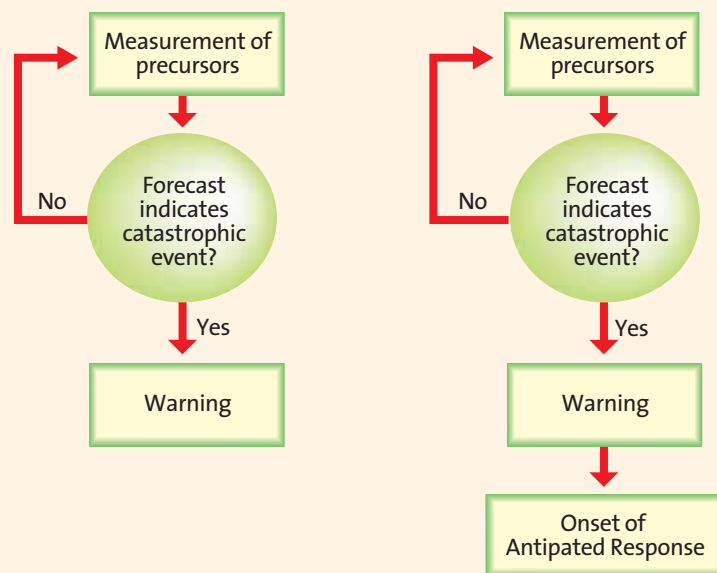 Measurement of
precursors
No
Forecast
indicates
catastrophic
event?
Yes
Warning
Measurement of
precursors
No
Forecast
indicates
catastrophic
event?
Yes
Warning
Onset of
Antipated Response